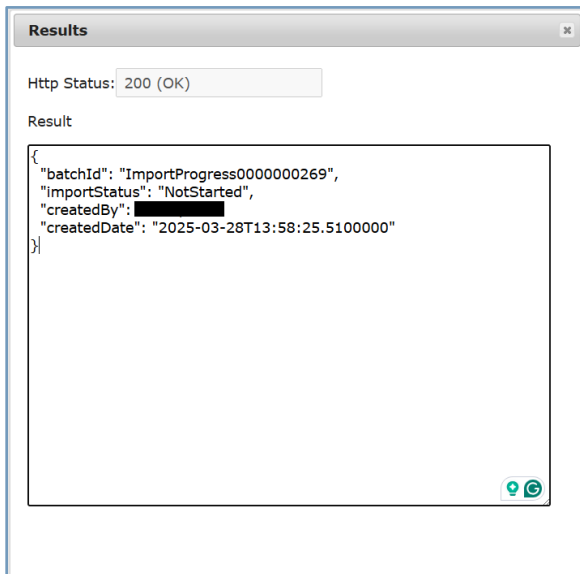 Results
Http Status: 200 (OK)
Result
{
"batchId": "ImportProgress0000000269",
"importStatus": "NotStarted",
"createdBy":
"createdDate": "2025-03-28T13:58:25.5100000"
}